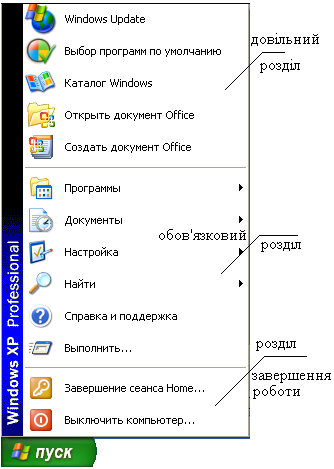 Windows Update
Выбор программ по умолчанию
Каталог Windows
Открыть документ Office
Создать документ Office
довільний
розділ
Программы
Документы
Настройка
Найти
Справка и поддержка
Выполнить...
обов'язковий
розділ
Завершение сеанса Home...
Выключить компьютер...
розділ
завершення
роботи
Windows XP Professional
пуск